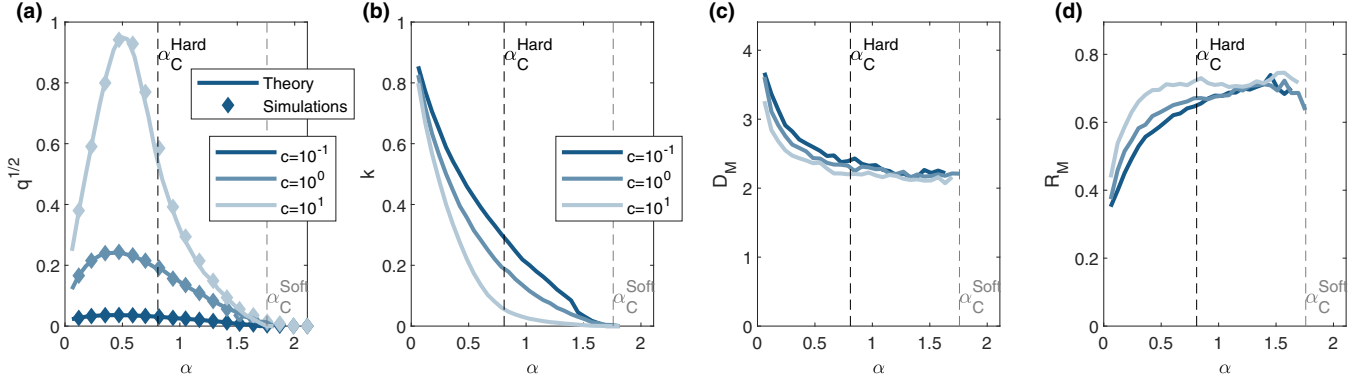 (a)
1
0.8
0.6
0.4
0.2
0
q^{1/2}
α_C^{Hard}
Theory
Simulations
c=10^{-1}
c=10^{0}
c=10^{1}
α_C^{Soft}
0 0.5 1 1.5 2
α
(b)
1
0.8
0.6
0.4
0.2
0
k
α_C^{Hard}
c=10^{-1}
c=10^{0}
c=10^{1}
α_C^{Soft}
0 0.5 1 1.5 2
α
(c)
4
3
2
1
0
D_M
α_C^{Hard}
α_C^{Soft}
0 0.5 1 1.5 2
α
(d)
0.8
0.6
0.4
0.2
0
R_M
α_C^{Hard}
α_C^{Soft}
0 0.5 1 1.5 2
α